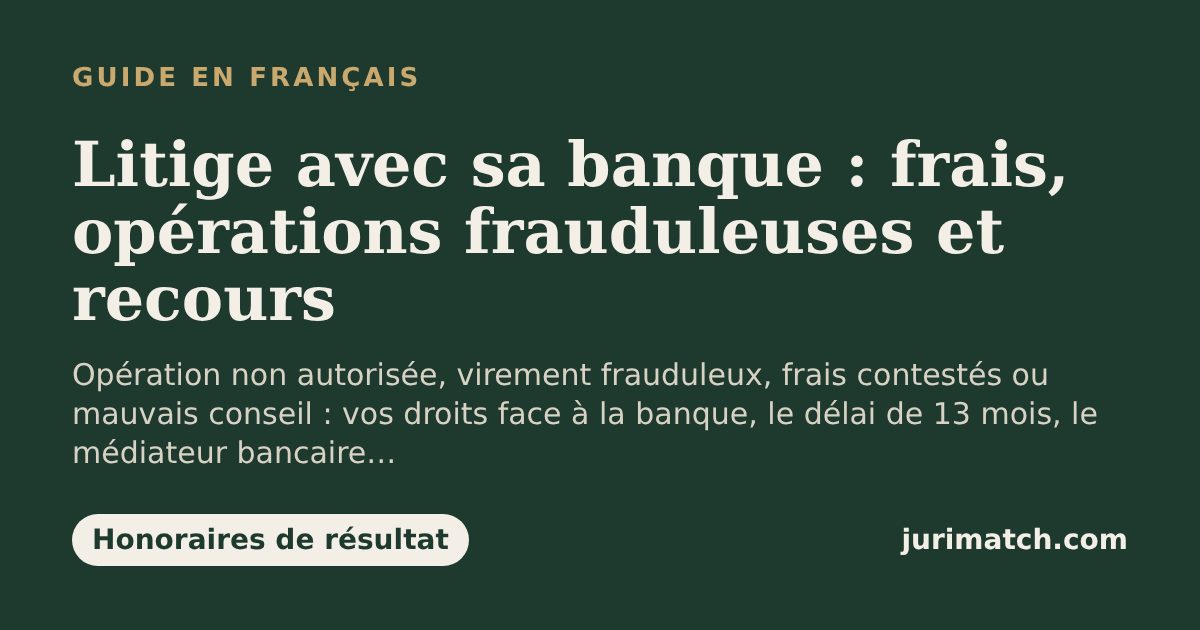 GUIDE EN FRANÇAIS
Litige avec sa banque : frais,
opérations frauduleuses et
recours
Opération non autorisée, virement frauduleux, frais contestés ou
mauvais conseil : vos droits face à la banque, le délai de 13 mois, le
médiateur bancaire…
Honoraires de résultat
jurimatch.com